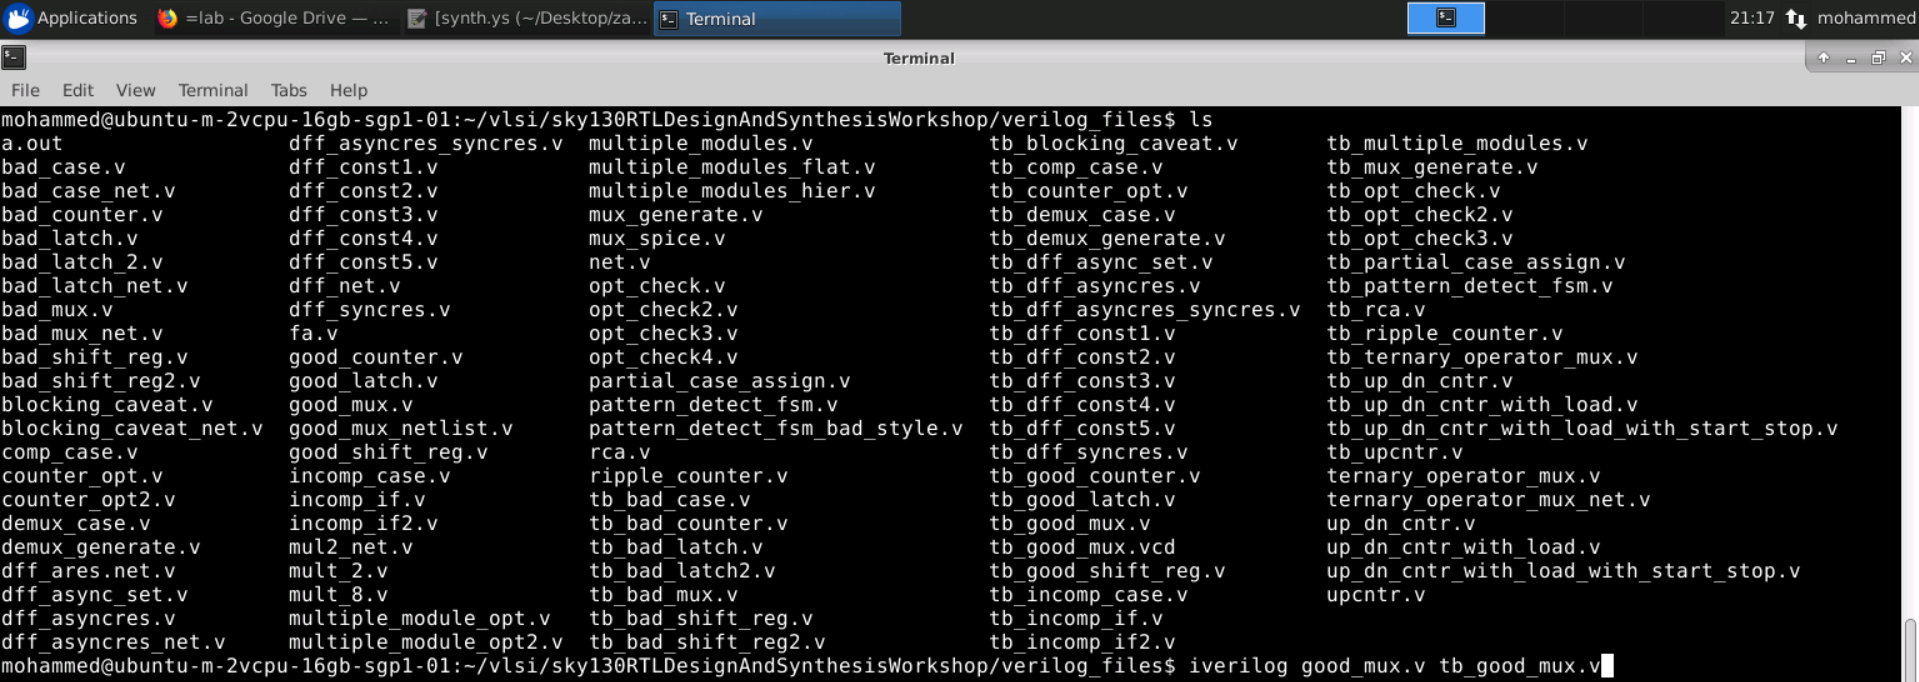 Applications =lab - Google Drive — ... [synth.ys (~/Desktop/za... Terminal 21:17 mohammed
Terminal
File Edit View Terminal Tabs Help
mohammed@ubuntu-m-2vcpu-16gb-sgp1-01:~/vlsi/sky130RTLDesignAndSynthesisWorkshop/verilog_files$ ls
a.out dff_asyncres_syncres.v multiple_modules.v tb_blocking_caveat.v tb_multiple_modules.v
bad_case.v dff_const1.v multiple_modules_flat.v tb_comp_case.v tb_mux_generate.v
bad_case_net.v dff_const2.v multiple_modules_hier.v tb_counter_opt.v tb_opt_check.v
bad_counter.v dff_const3.v mux_generate.v tb_demux_case.v tb_opt_check2.v
bad_latch.v dff_const4.v mux_spice.v tb_demux_generate.v tb_opt_check3.v
bad_latch_2.v dff_const5.v net.v tb_dff_async_set.v tb_partial_case_assign.v
bad_latch_net.v dff_net.v opt_check.v tb_dff_asyncres.v tb_pattern_detect_fsm.v
bad_mux.v dff_syncres.v opt_check2.v tb_dff_asyncres_syncres.v tb_rca.v
bad_mux_net.v fa.v opt_check3.v tb_dff_const1.v tb_ripple_counter.v
bad_shift_reg.v good_counter.v opt_check4.v tb_dff_const2.v tb_ternary_operator_mux.v
bad_shift_reg2.v good_latch.v partial_case_assign.v tb_dff_const3.v tb_up_dn_cntr.v
blocking_caveat.v good_mux.v pattern_detect_fsm.v tb_dff_const4.v tb_up_dn_cntr_with_load.v
blocking_caveat_net.v good_mux_netlist.v pattern_detect_fsm_bad_style.v tb_dff_const5.v tb_up_dn_cntr_with_load_with_start_stop.v
comp_case.v good_shift_reg.v rca.v tb_dff_syncres.v tb_upcntr.v
counter_opt.v incomp_case.v ripple_counter.v tb_good_counter.v ternary_operator_mux.v
counter_opt2.v incomp_if.v tb_bad_case.v tb_good_latch.v ternary_operator_mux_net.v
demux_case.v incomp_if2.v tb_bad_counter.v tb_good_mux.v up_dn_cntr.v
demux_generate.v mul2_net.v tb_bad_latch.v tb_good_mux.vcd up_dn_cntr_with_load.v
dff_ares.net.v mult_2.v tb_bad_latch2.v tb_good_shift_reg.v up_dn_cntr_with_load_with_start_stop.v
dff_async_set.v mult_8.v tb_bad_mux.v tb_incomp_case.v upcntr.v
dff_asyncres.v multiple_module_opt.v tb_bad_shift_reg.v tb_incomp_if.v
dff_asyncres_net.v multiple_module_opt2.v tb_bad_shift_reg2.v tb_incomp_if2.v
mohammed@ubuntu-m-2vcpu-16gb-sgp1-01:~/vlsi/sky130RTLDesignAndSynthesisWorkshop/verilog_files$ iverilog good_mux.v tb_good_mux.v